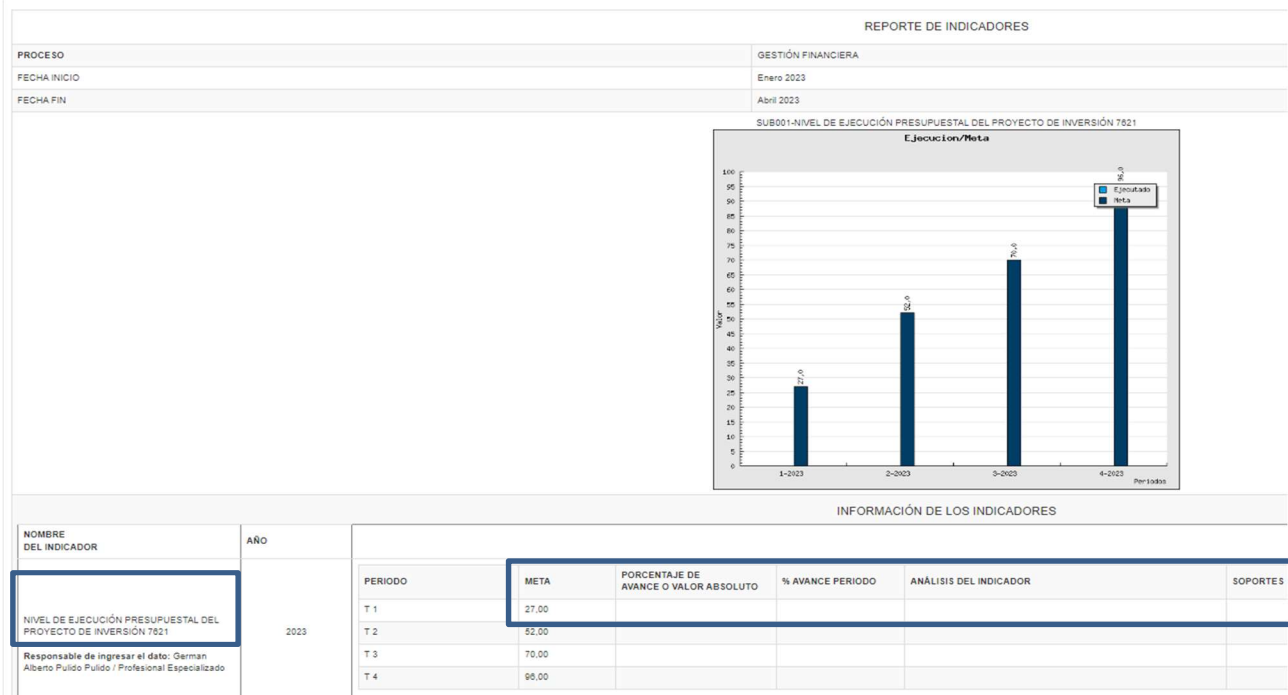 REPORTE DE INDICADORES
PROCESO GESTIÓN FINANCIERA
FECHA INICIO Enero 2023
FECHA FIN Abril 2023
SUB001-NIVEL DE EJECUCIÓN PRESUPUESTAL DEL PROYECTO DE INVERSIÓN 7621
Ejecucion/Meta
100
95
90
85
80
75
70
65
60
55
50
45
40
35
30
25
20
15
10
5
0
Valor
27,0
52,0
70,0
96,0
Ejecutado
Meta
1-2023 2-2023 3-2023 4-2023
Periodos
INFORMACIÓN DE LOS INDICADORES
NOMBRE
DEL INDICADOR
AÑO
PERIODO META PORCENTAJE DE
AVANCE O VALOR ABSOLUTO
% AVANCE PERIODO ANÁLISIS DEL INDICADOR SOPORTES
NIVEL DE EJECUCIÓN PRESUPUESTAL DEL
PROYECTO DE INVERSIÓN 7621
Responsable de ingresar el dato: German
Alberto Pulido Pulido / Profesional Especializado
2023
T 1 27,00
T 2 52,00
T 3 70,00
T 4 96,00